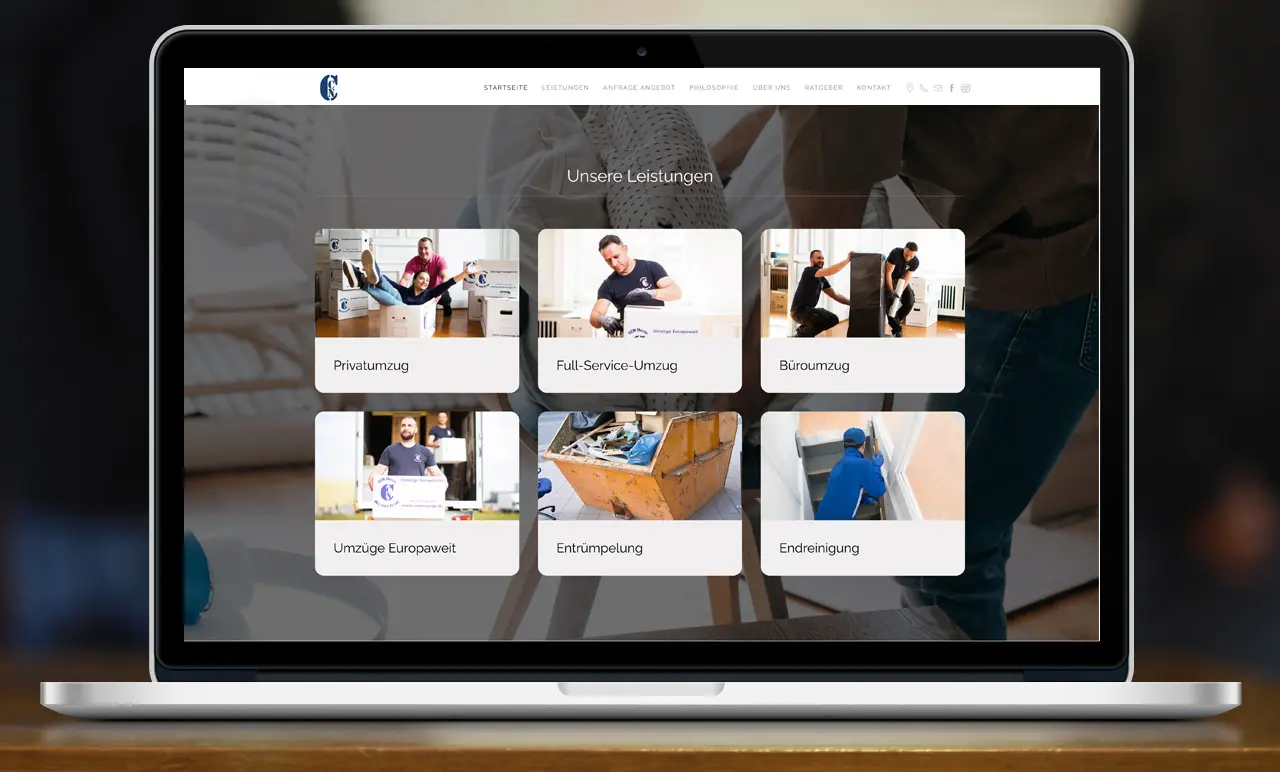 STARTSEITE LEISTUNGEN ANFRAGE ANGEBOT PHILOSOPHIE ÜBER UNS RATGEBER KONTAKT
Unsere Leistungen
Privatumzug
Full-Service-Umzug
Büroumzug
Umzüge Europaweit
Entrümpelung
Endreinigung